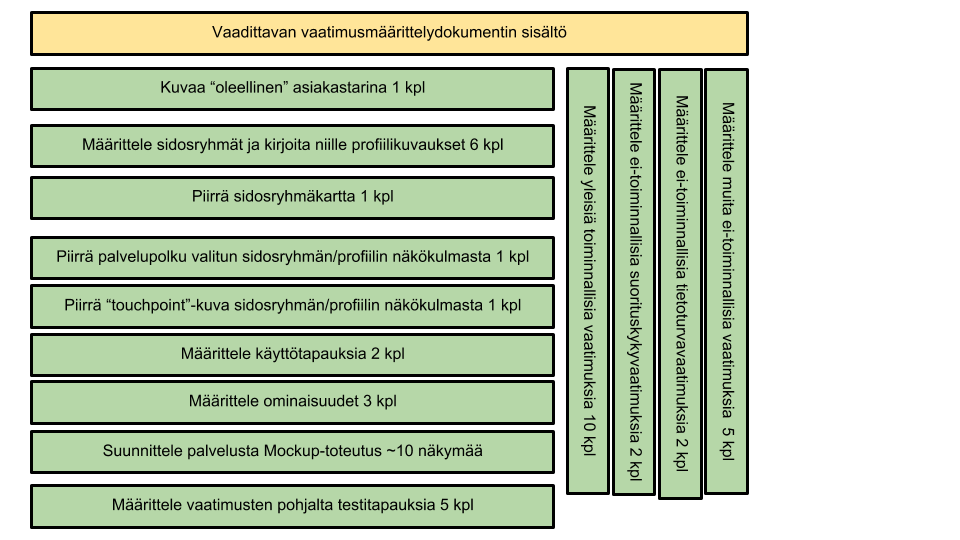 Vaadittavan vaatimusmäärittelydokumentin sisältö
Kuvaa “oleellinen” asiakastarina 1 kpl
Määrittele sidosryhmät ja kirjoita niille profiilikuvaukset 6 kpl
Piirrä sidosryhmäkartta 1 kpl
Piirrä palvelupolku valitun sidosryhmän/profiilin näkökulmasta 1 kpl
Piirrä “touchpoint”-kuva sidosryhmän/profiilin näkökulmasta 1 kpl
Määrittele käyttötapauksia 2 kpl
Määrittele ominaisuudet 3 kpl
Suunnittele palvelusta Mockup-toteutus ~10 näkymää
Määrittele vaatimusten pohjalta testitapauksia 5 kpl
Määrittele yleisiä toiminnallisia vaatimuksia 10 kpl
Määrittele ei-toiminnallisia suorituskykyvaatimuksia 2 kpl
Määrittele ei-toiminnallisia tietoturvavaatimuksia 2 kpl
Määrittele muita ei-toiminnallisia vaatimuksia 5 kpl